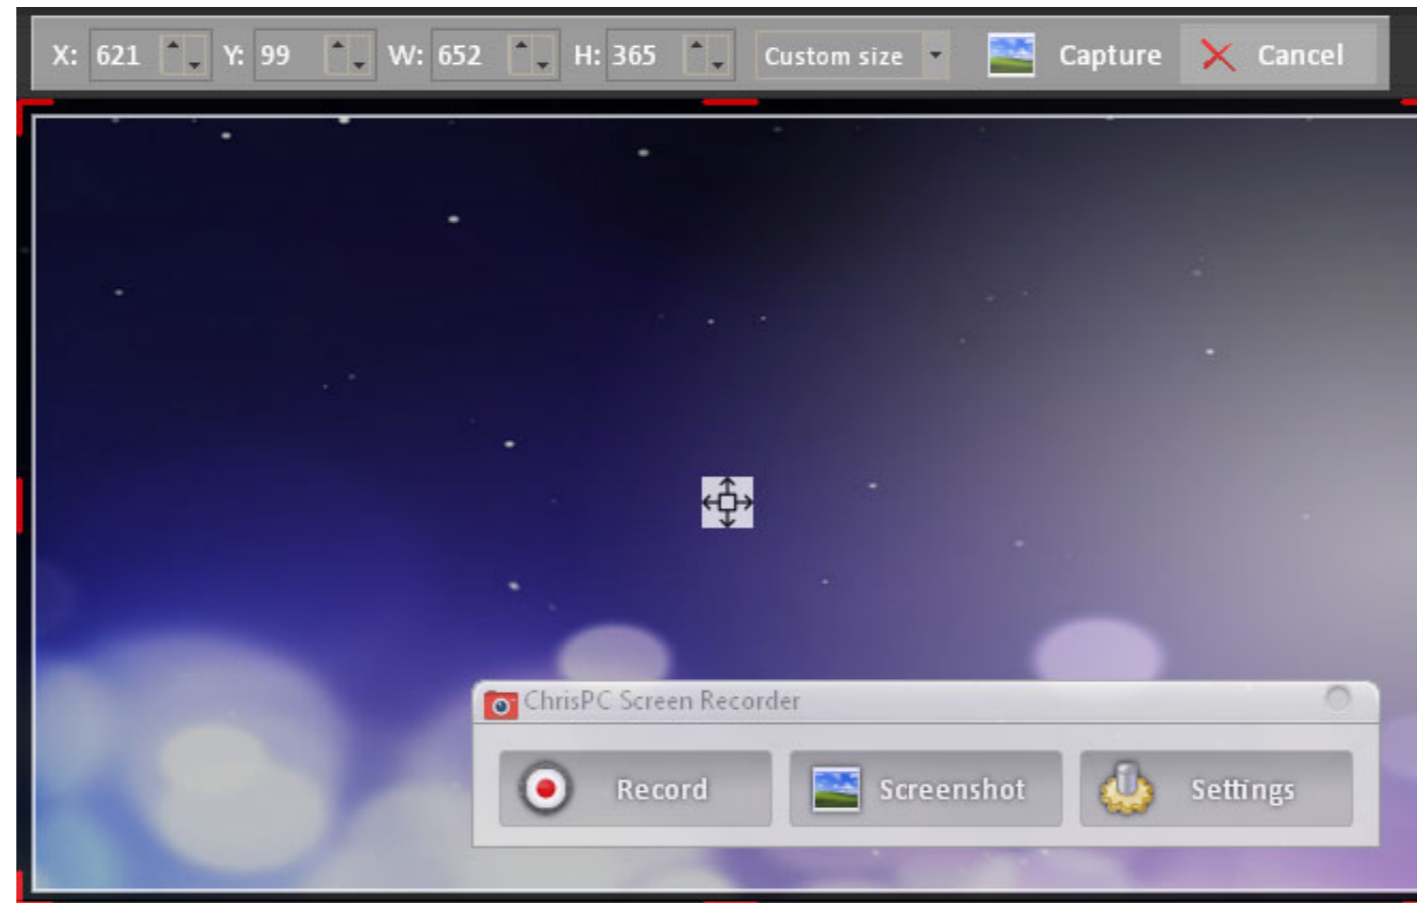 X: 621 Y: 99 W: 652 H: 365 Custom size Capture Cancel
ChrisPC Screen Recorder
Record Screenshot Settings